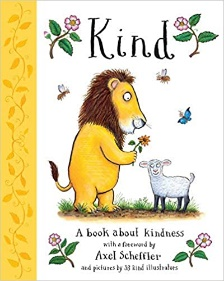 Kind
A book about kindness
with a foreword by
Axel Scheffler
and pictures by 38 kind illustrators